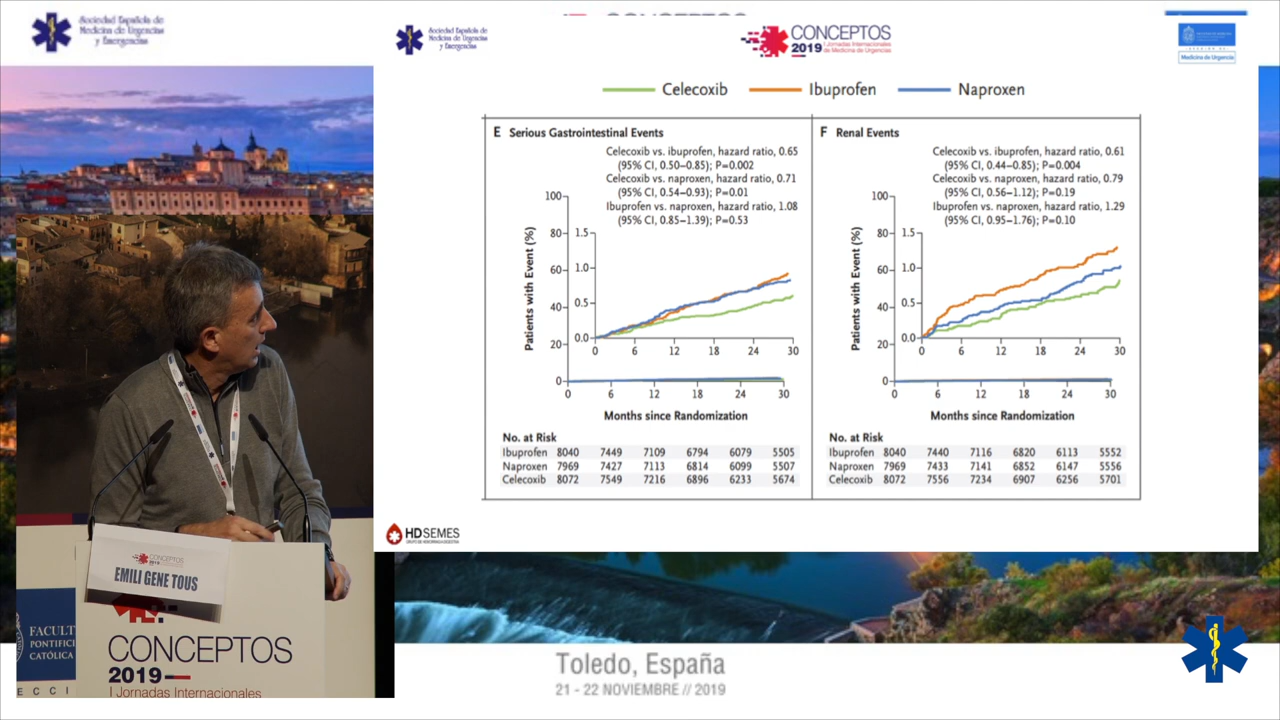 Sociedad Española de
Medicina de Urgencias
y Emergencias
Sociedad Española de
Medicina de Urgencias
y Emergencias
CONCEPTOS
2019
I Jornadas Internacionales
de Medicina de Urgencias
Medicina de Urgencia
Celecoxib
Ibuprofen
Naproxen
E Serious Gastrointestinal Events
Celecoxib vs. ibuprofen, hazard ratio, 0.65
(95% CI, 0.50–0.85); P=0.002
Celecoxib vs. naproxen, hazard ratio, 0.71
(95% CI, 0.54–0.93); P=0.01
Ibuprofen vs. naproxen, hazard ratio, 1.08
(95% CI, 0.85–1.39); P=0.53
Patients with Event (%)
100
80
60
40
20
0
1.5
1.0
0.5
0.0
0 6 12 18 24 30
0 6 12 18 24 30
Months since Randomization
No. at Risk
Ibuprofen 8040 7449 7109 6794 6079 5505
Naproxen 7969 7427 7113 6814 6099 5507
Celecoxib 8072 7549 7216 6896 6233 5674
F Renal Events
Celecoxib vs. ibuprofen, hazard ratio, 0.61
(95% CI, 0.44–0.85); P=0.004
Celecoxib vs. naproxen, hazard ratio, 0.79
(95% CI, 0.56–1.12); P=0.19
Ibuprofen vs. naproxen, hazard ratio, 1.29
(95% CI, 0.95–1.76); P=0.10
Patients with Event (%)
100
80
60
40
20
0
1.5
1.0
0.5
0.0
0 6 12 18 24 30
0 6 12 18 24 30
Months since Randomization
No. at Risk
Ibuprofen 8040 7440 7116 6820 6113 5552
Naproxen 7969 7433 7141 6852 6147 5556
Celecoxib 8072 7556 7234 6907 6256 5701
HDSEMES
CONCEPTOS
EMILI GENE TOUS
FACULT
PONTIFICI
CATÓLICA
ECCI
CONCEPTOS
2019
I Jornadas Internacionales
Toledo, España
21 - 22 NOVIEMBRE // 2019